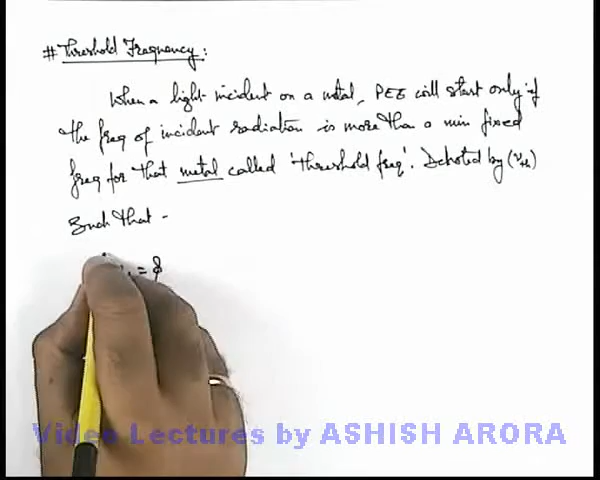 # Threshold Frequency :
When a light incident on a metal, PEE will start only if
the freq of incident radiation is more than a min fixed
freq for that metal called 'threshold freq'. Denoted by (νth)
Such that -
= φ
Video Lectures by ASHISH ARORA